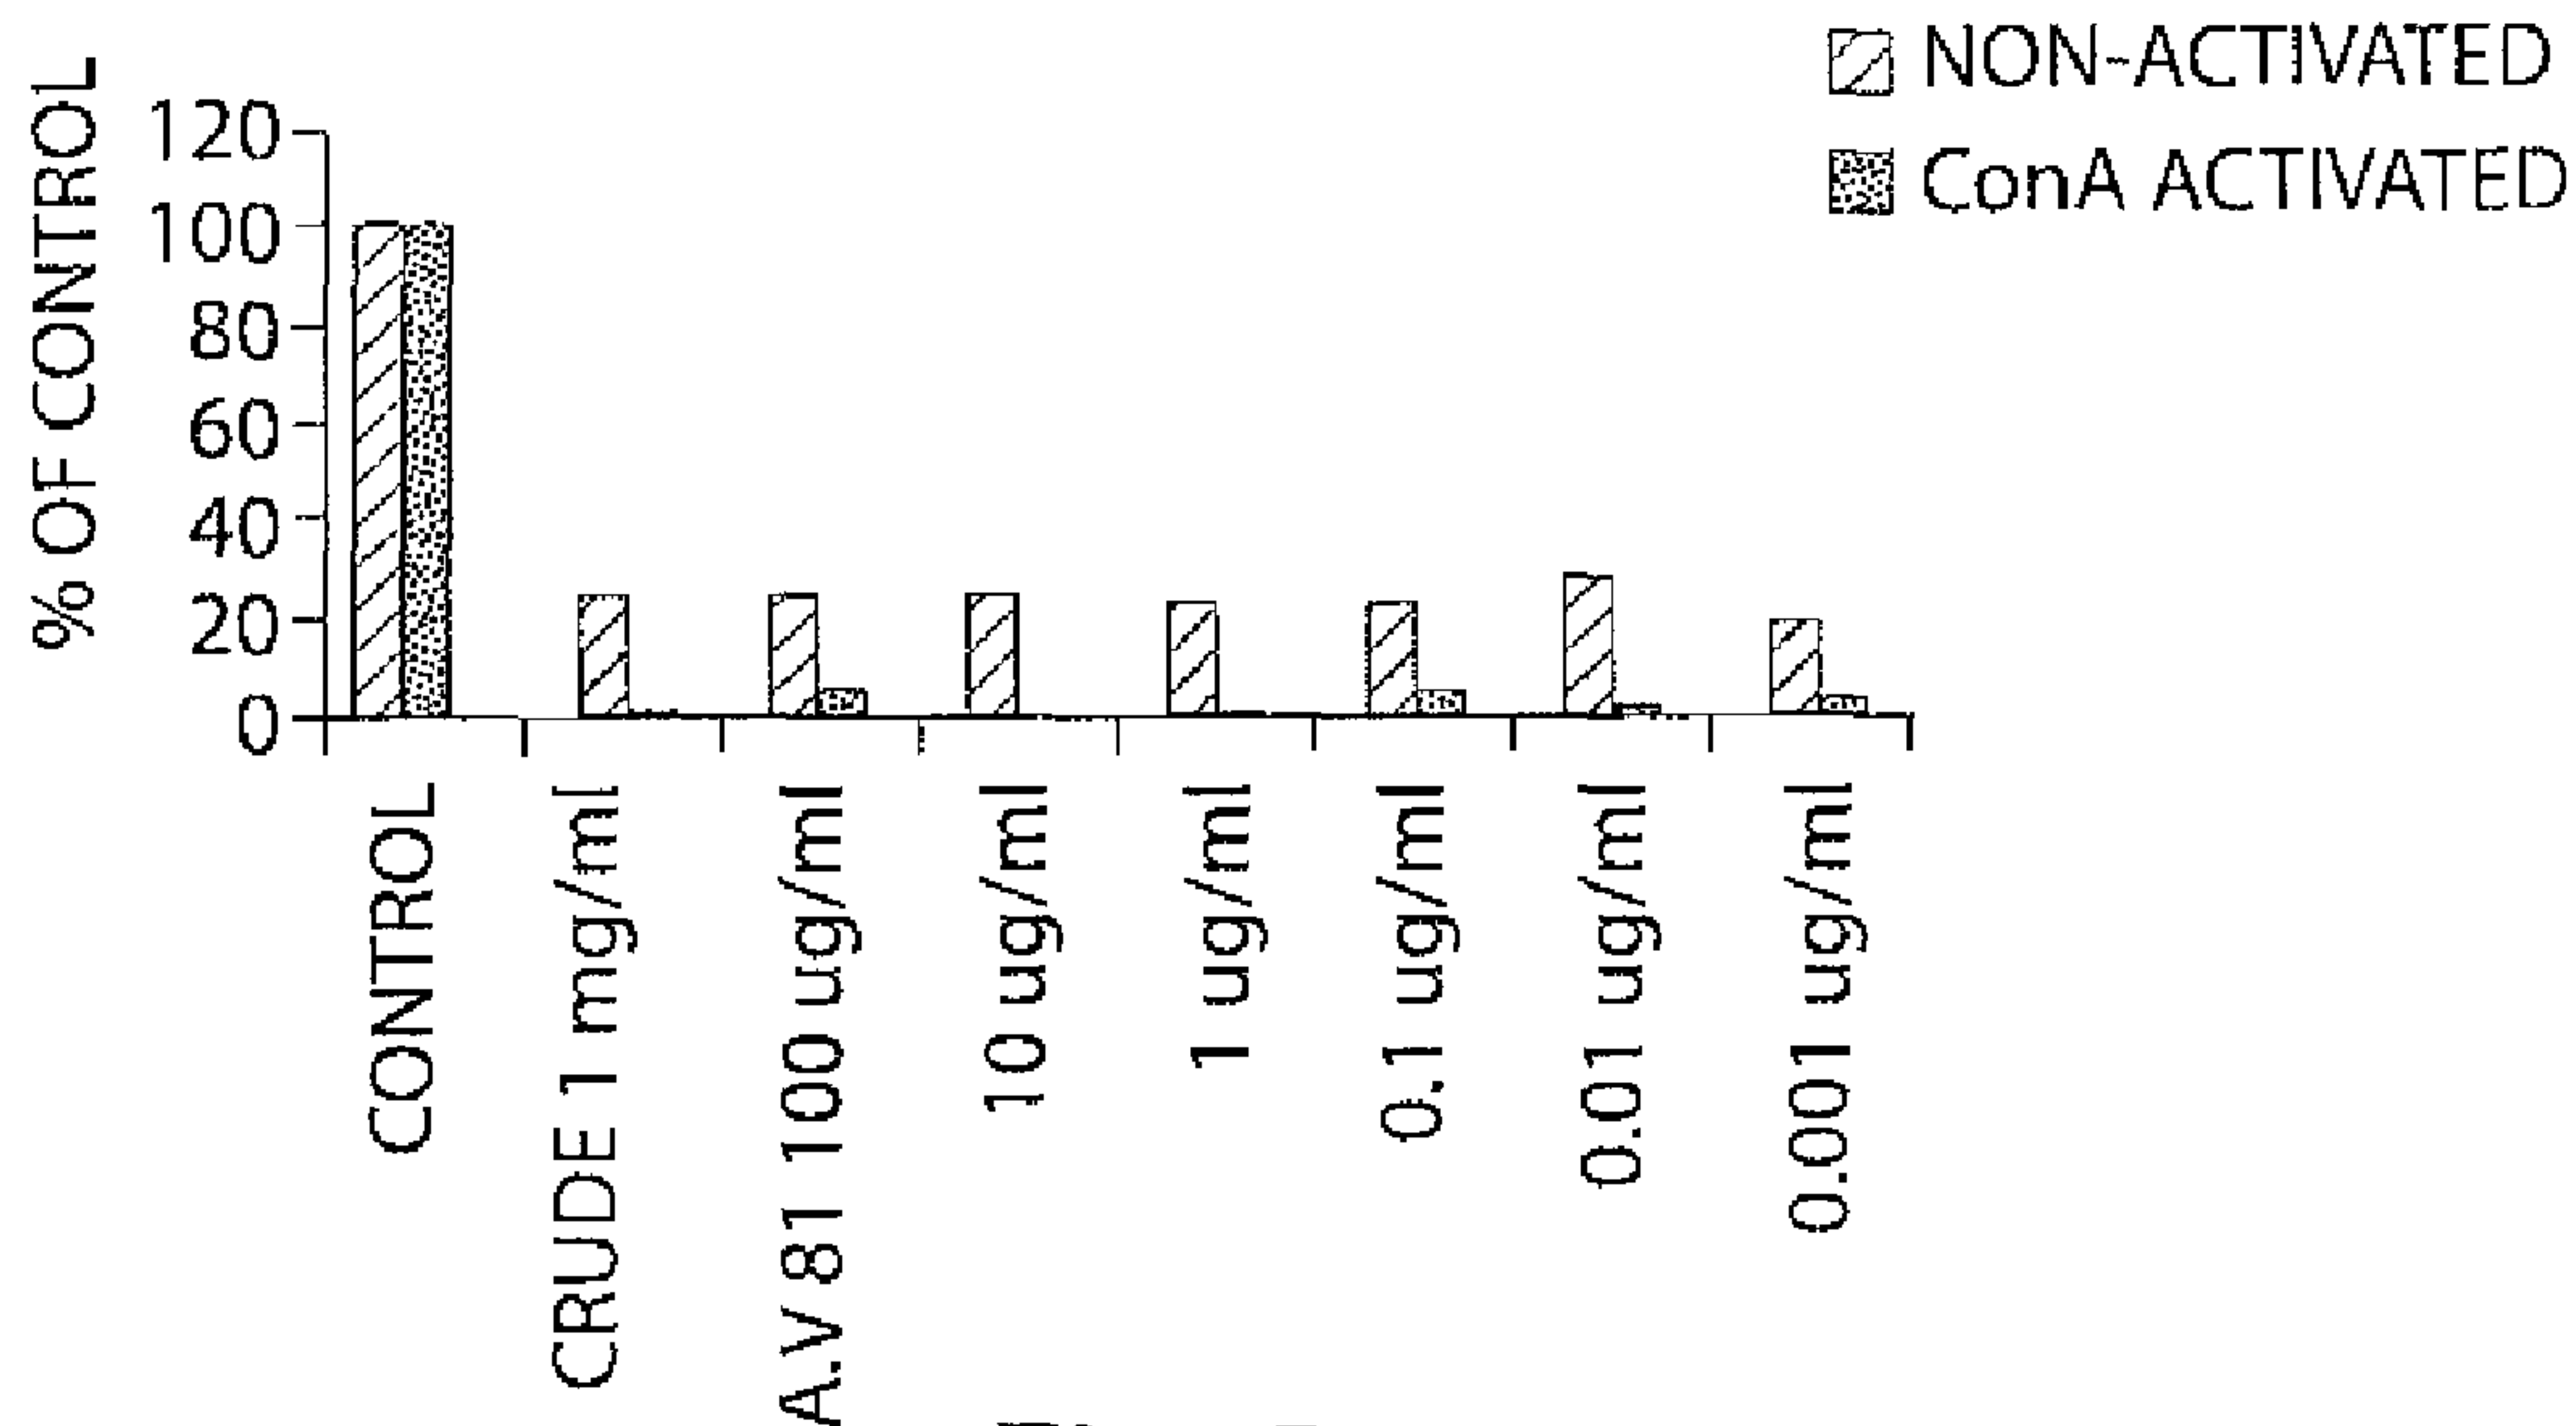 NON-ACTIVATED
ConA ACTIVATED
% OF CONTROL
120
100
80
60
40
20
0
CONTROL
CRUDE 1 mg/ml
A.V 81 100 ug/ml
10 ug/ml
1 ug/ml
0.1 ug/ml
0.01 ug/ml
0.001 ug/ml